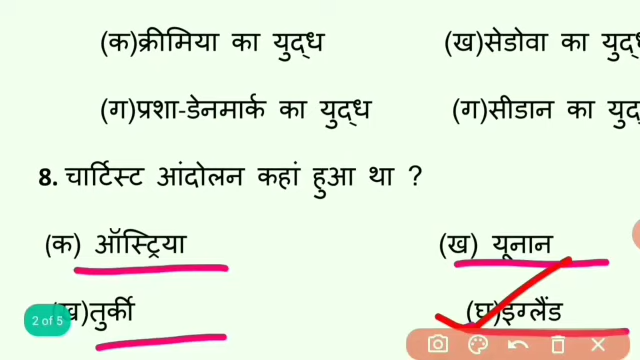 (क)क्रीमिया का युद्ध (ख)सेडोवा का
(ग)प्रशा-डेनमार्क का युद्ध (ग)सीडान का
8. चार्टिस्ट आंदोलन कहां हुआ था ?
(क) ऑस्ट्रिया (ख) यूनान
(ख)तुर्की (घ)इग्लैंड
2 of 5